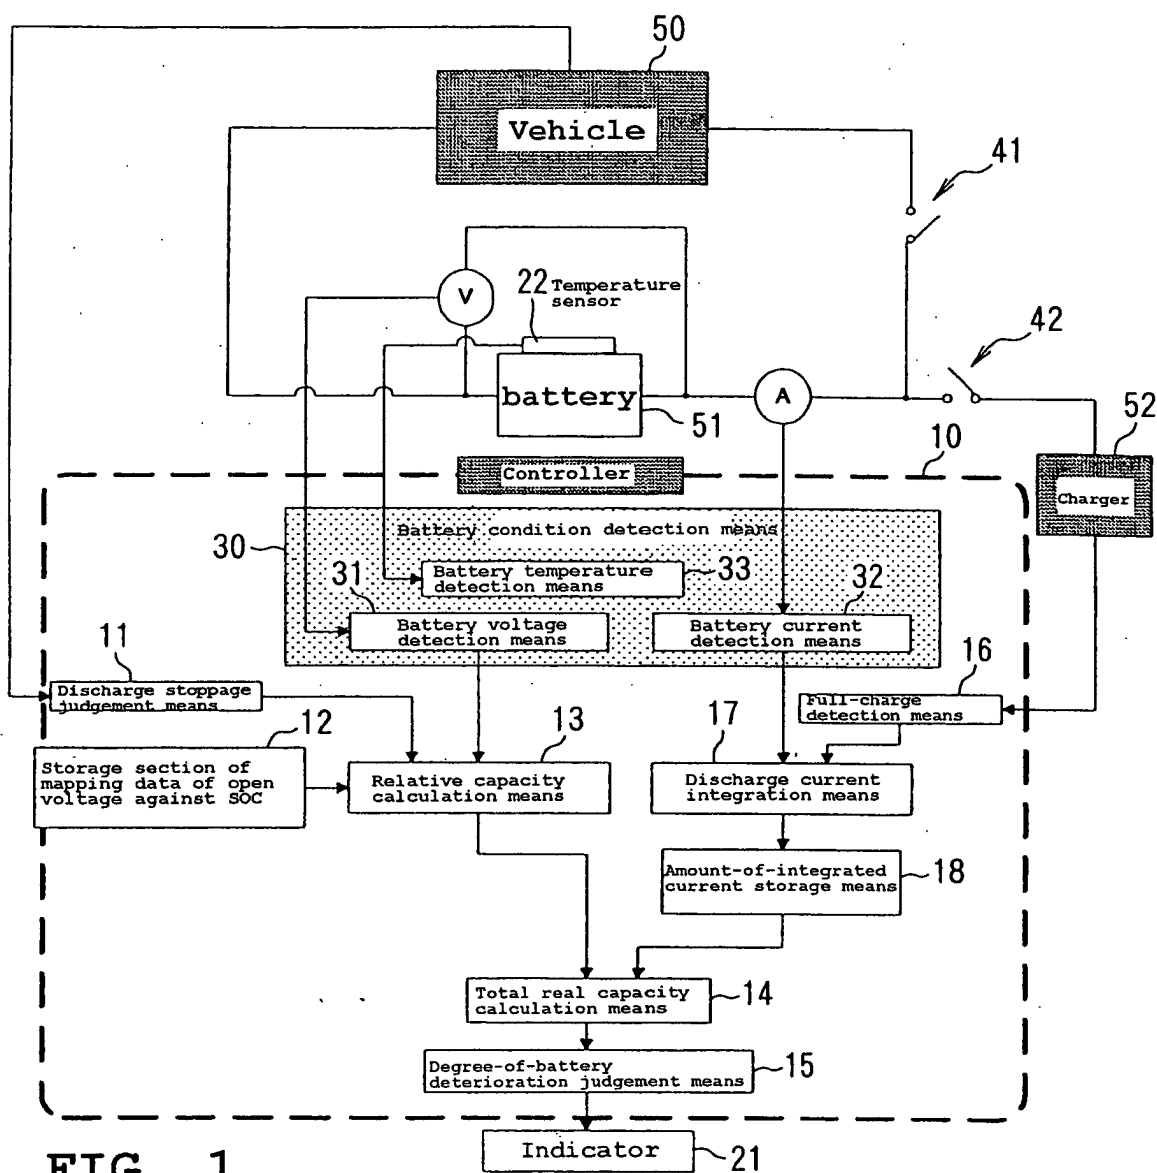 50
Vehicle
41
V
22
Temperature
sensor
42
battery
A
51
52
10
Controller
Charger
Battery condition detection means
30
31
Battery temperature
detection means
33
32
Battery voltage
detection means
Battery current
detection means
11
16
Discharge stoppage
judgement means
Full-charge
detection means
12
13
17
Storage section of
mapping data of open
voltage against SOC
Relative capacity
calculation means
Discharge current
integration means
Amount-of-integrated
current storage means
18
Total real capacity
calculation means
14
Degree-of-battery
deterioration judgement means
15
Indicator
21
FIG. 1